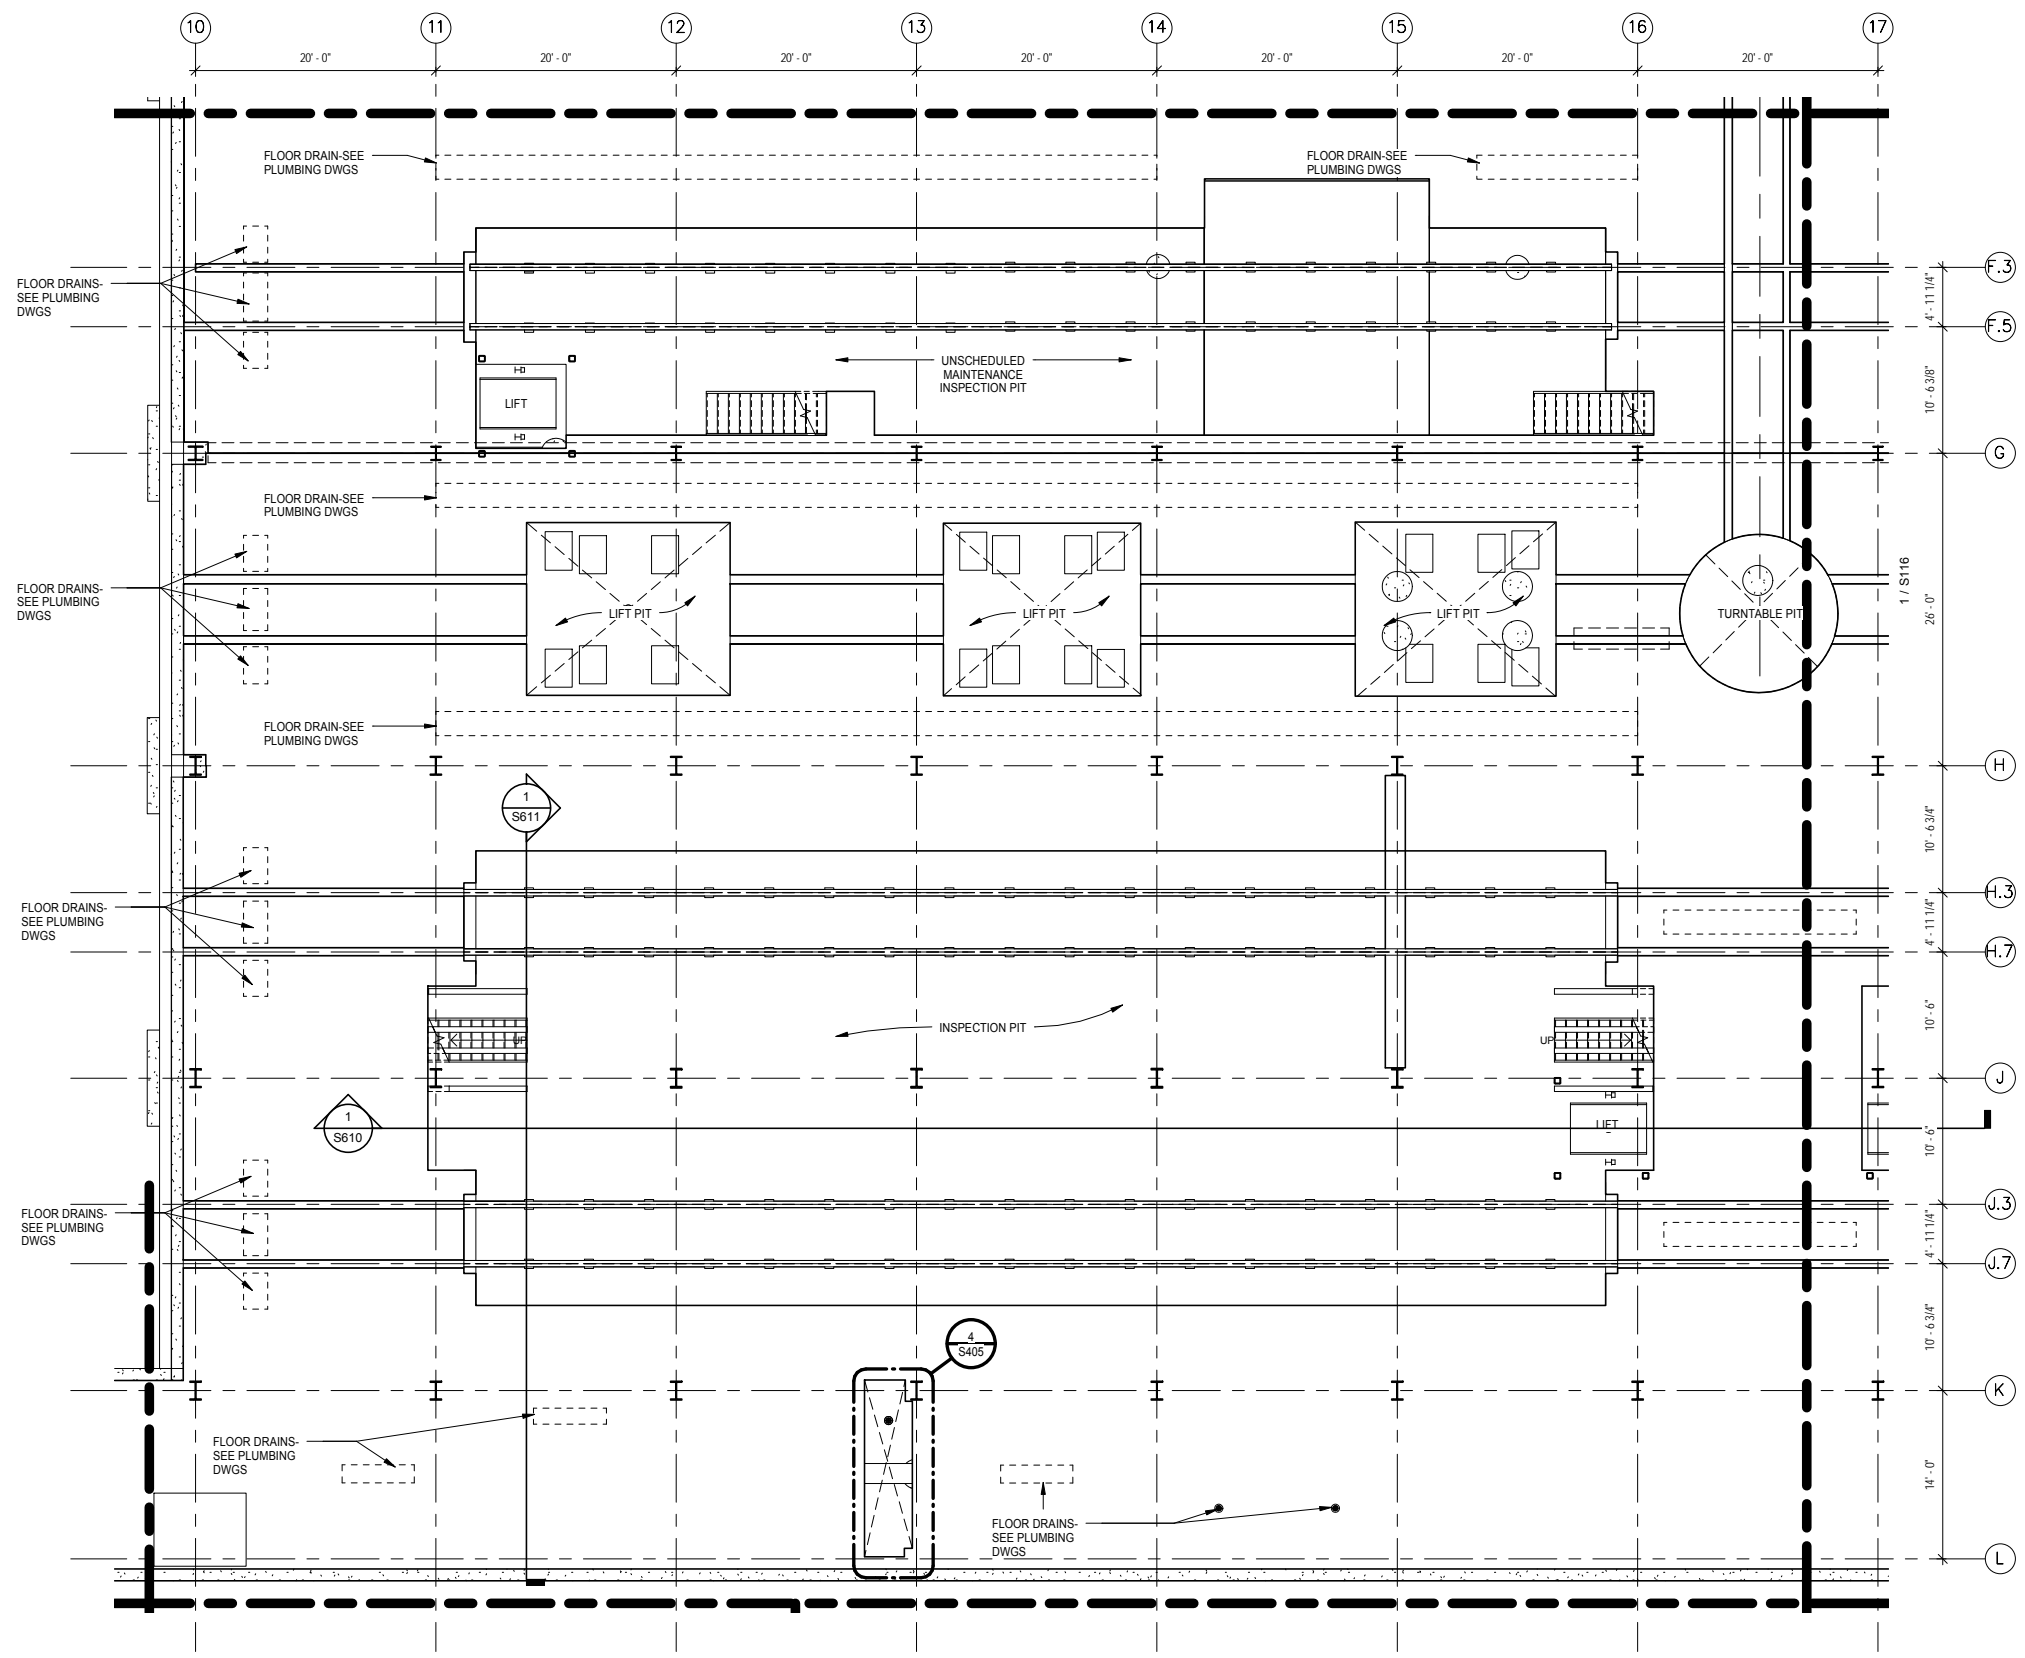 10 11 12 13 14 15 16 17
20' - 0" 20' - 0" 20' - 0" 20' - 0" 20' - 0" 20' - 0" 20' - 0"
FLOOR DRAIN-SEE
PLUMBING DWGS
FLOOR DRAIN-SEE
PLUMBING DWGS
FLOOR DRAINS-
SEE PLUMBING
DWGS
F.3
4' - 11 1/4"
F.5
UNSCHEDULED
MAINTENANCE
INSPECTION PIT
LIFT
10' - 6 3/8"
G
FLOOR DRAIN-SEE
PLUMBING DWGS
FLOOR DRAINS-
SEE PLUMBING
DWGS
LIFT PIT
LIFT PIT
LIFT PIT
TURNTABLE PIT
1 / S116
26' - 0"
FLOOR DRAIN-SEE
PLUMBING DWGS
H
1
S611
10' - 6 3/4"
H.3
FLOOR DRAINS-
SEE PLUMBING
DWGS
4' - 11 1/4"
H.7
INSPECTION PIT
UP
UP
10' - 6"
J
1
S610
LIFT
10' - 6"
J.3
FLOOR DRAINS-
SEE PLUMBING
DWGS
4' - 11 1/4"
J.7
4
S405
10' - 6 3/4"
K
FLOOR DRAINS-
SEE PLUMBING
DWGS
14' - 0"
FLOOR DRAINS-
SEE PLUMBING
DWGS
L